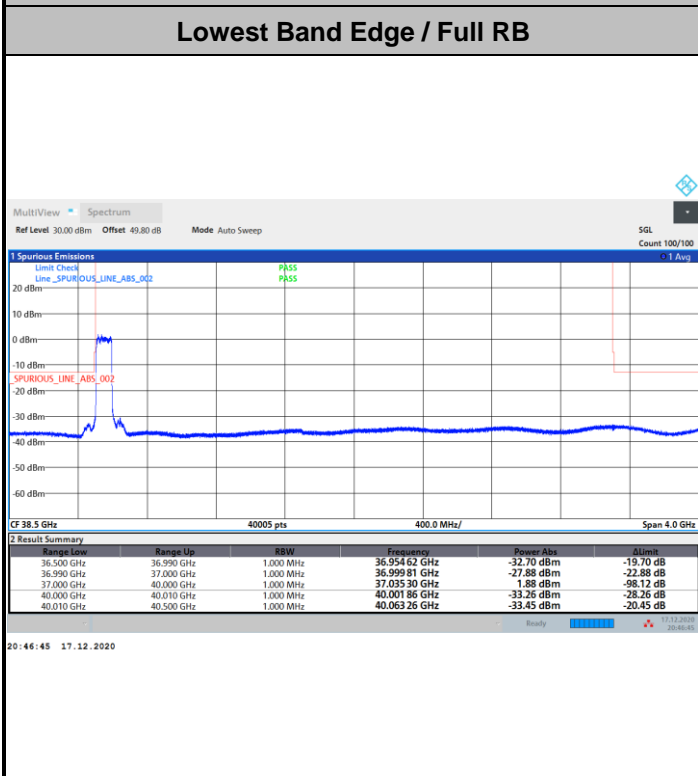 Lowest Band Edge / Full RB
MultiView Spectrum
Ref Level 30.00 dBm Offset 49.80 dB Mode Auto Sweep SGL
Count 100/100
1 Spurious Emissions 1 Avg
Limit Check PASS
Line _SPURIOUS_LINE_ABS_002 PASS
20 dBm
10 dBm
0 dBm
-10 dBm
_SPURIOUS_LINE_ABS_002
-20 dBm
-30 dBm
-40 dBm
-50 dBm
-60 dBm
CF 38.5 GHz 40005 pts 400.0 MHz/ Span 4.0 GHz
2 Result Summary
Range Low Range Up RBW Frequency Power Abs ΔLimit
36.500 GHz 36.990 GHz 1.000 MHz 36.954 62 GHz -32.70 dBm -19.70 dB
36.990 GHz 37.000 GHz 1.000 MHz 36.999 81 GHz -27.88 dBm -22.88 dB
37.000 GHz 40.000 GHz 1.000 MHz 37.035 30 GHz 1.88 dBm -98.12 dB
40.000 GHz 40.010 GHz 1.000 MHz 40.001 86 GHz -33.26 dBm -28.26 dB
40.010 GHz 40.500 GHz 1.000 MHz 40.063 26 GHz -33.45 dBm -20.45 dB
Ready 17.12.2020
20:46:45
20:46:45 17.12.2020